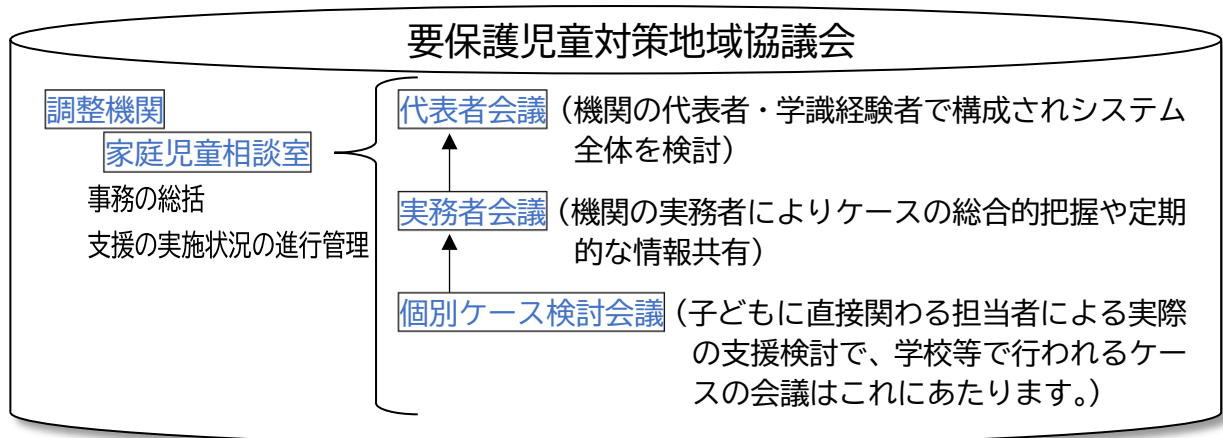 要保護児童対策地域協議会
調整機関
家庭児童相談室
事務の総括
支援の実施状況の進行管理
代表者会議（機関の代表者・学識経験者で構成されシステム
全体を検討）
実務者会議（機関の実務者によりケースの総合的把握や定期
的な情報共有）
個別ケース検討会議（子どもに直接関わる担当者による実際
の支援検討で、学校等で行われるケー
スの会議はこれにあたります。）